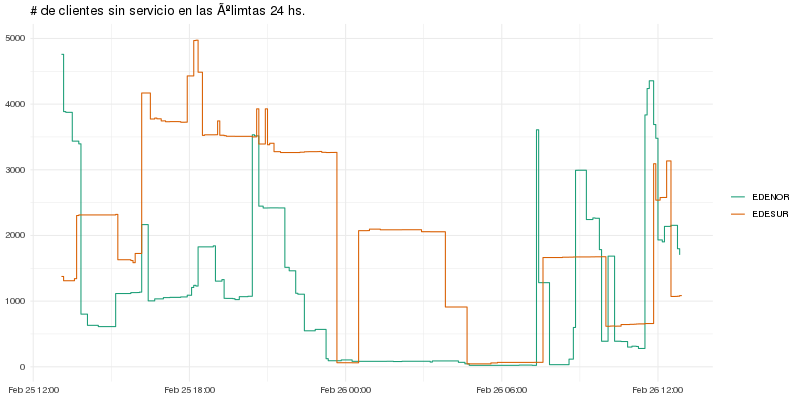 # de clientes sin servicio en las Ãºlimtas 24 hs.
5000
4000
3000
2000
1000
0
Feb 25 12:00 Feb 25 18:00 Feb 26 00:00 Feb 26 06:00 Feb 26 12:00
EDENOR
EDESUR